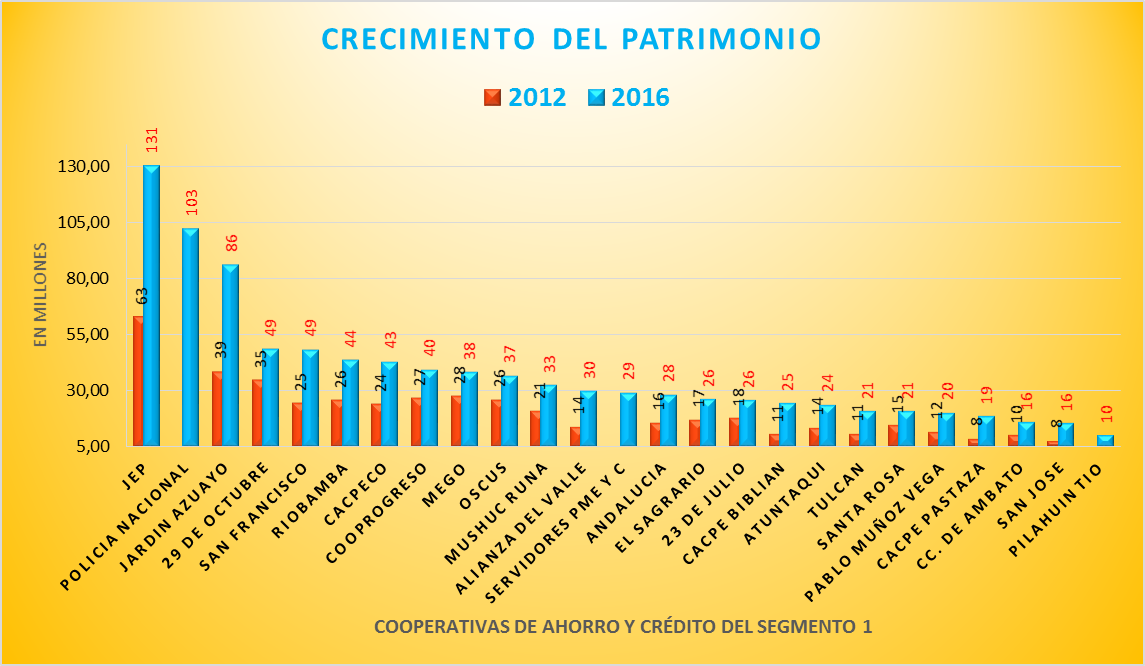 CRECIMIENTO DEL PATRIMONIO
2012 2016
131
103
86
63
49
49
44
43
40
38
37
33
30
29
28
26
26
25
24
21
21
20
19
16
16
10
39
35
25
26
24
27
28
26
21
14
16
17
18
11
14
11
15
12
8
10
8
130,00
105,00
80,00
55,00
30,00
5,00
EN MILLONES
JEP
POLICIA NACIONAL
JARDIN AZUAYO
29 DE OCTUBRE
SAN FRANCISCO
RIOBAMBA
CACPECO
COOPROGRESO
MEGO
OSCUS
MUSHUC RUNA
ALIANZA DEL VALLE
SERVIDORES PME Y C
ANDALUCIA
EL SAGRARIO
23 DE JULIO
CACPE BIBLIAN
ATUNTAQUI
TULCAN
SANTA ROSA
PABLO MUÑOZ VEGA
CACPE PASTAZA
CC. DE AMBATO
SAN JOSE
PILAHUIN TIO
COOPERATIVAS DE AHORRO Y CRÉDITO DEL SEGMENTO 1